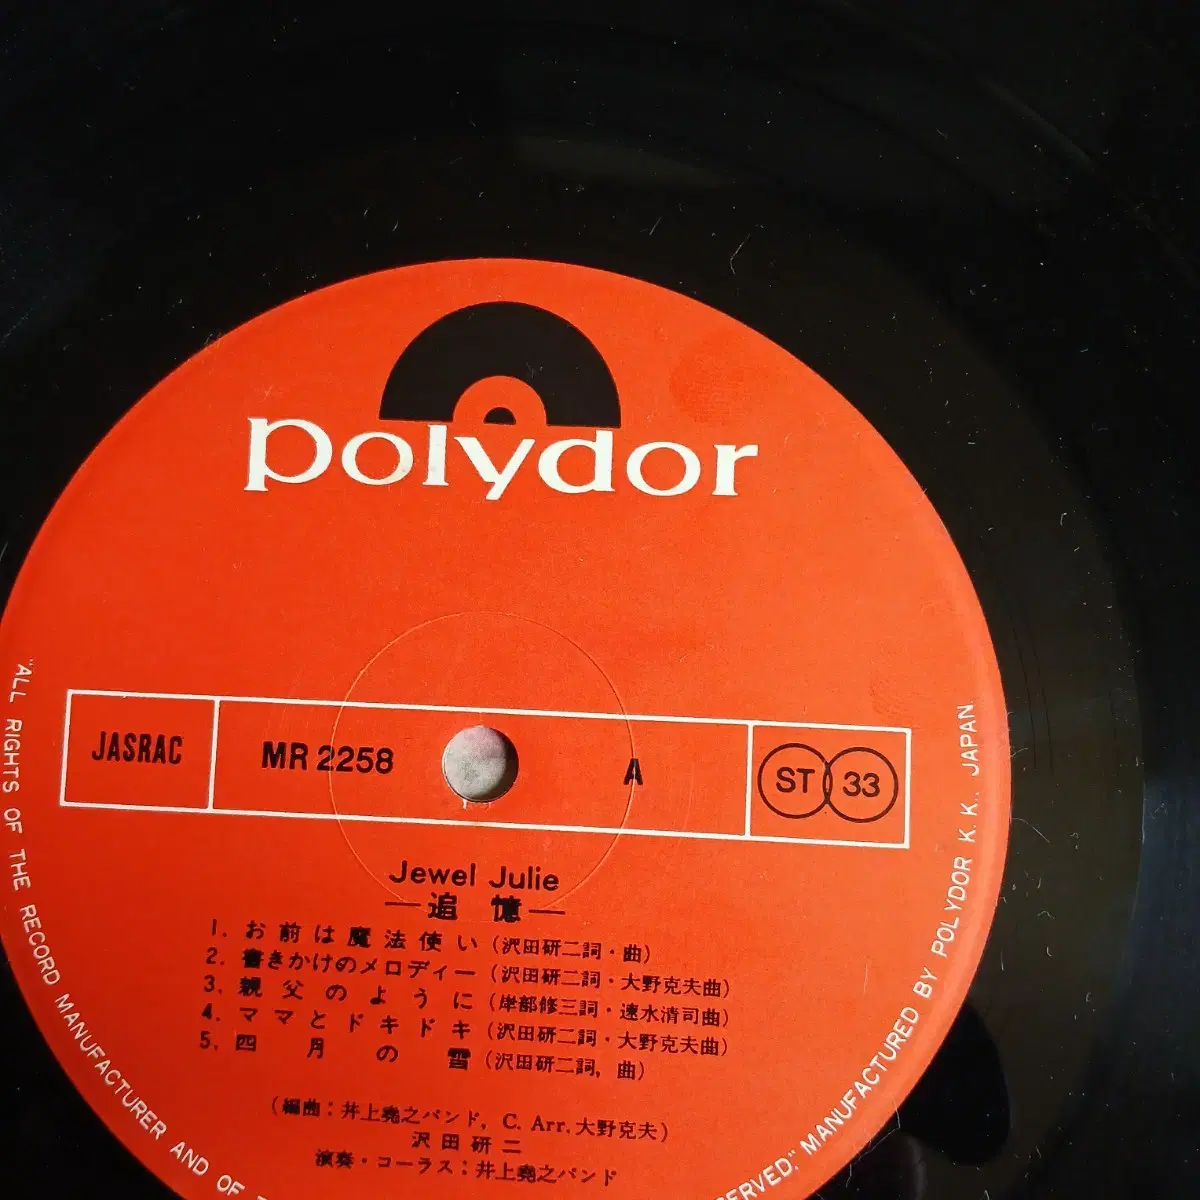 polydor
JASRAC MR 2258 A ST 33
Jewel Julie
—追憶—
1. お前は魔法使い (沢田研二詞・曲)
2. 書きかけのメロディー (沢田研二詞・大野克夫曲)
3. 親父のように (岸部修三詞・速水清司曲)
4. ママとドキドキ (沢田研二詞・大野克夫曲)
5. 四月の雪 (沢田研二詞, 曲)
(編曲:井上堯之バンド, C. Arr. 大野克夫)
沢田研二
演奏・コーラス:井上堯之バンド
"ALL RIGHTS OF THE RECORD MANUFACTURER AND OF
SERVED." MANUFACTURED BY POLYDOR K.K., JAPAN